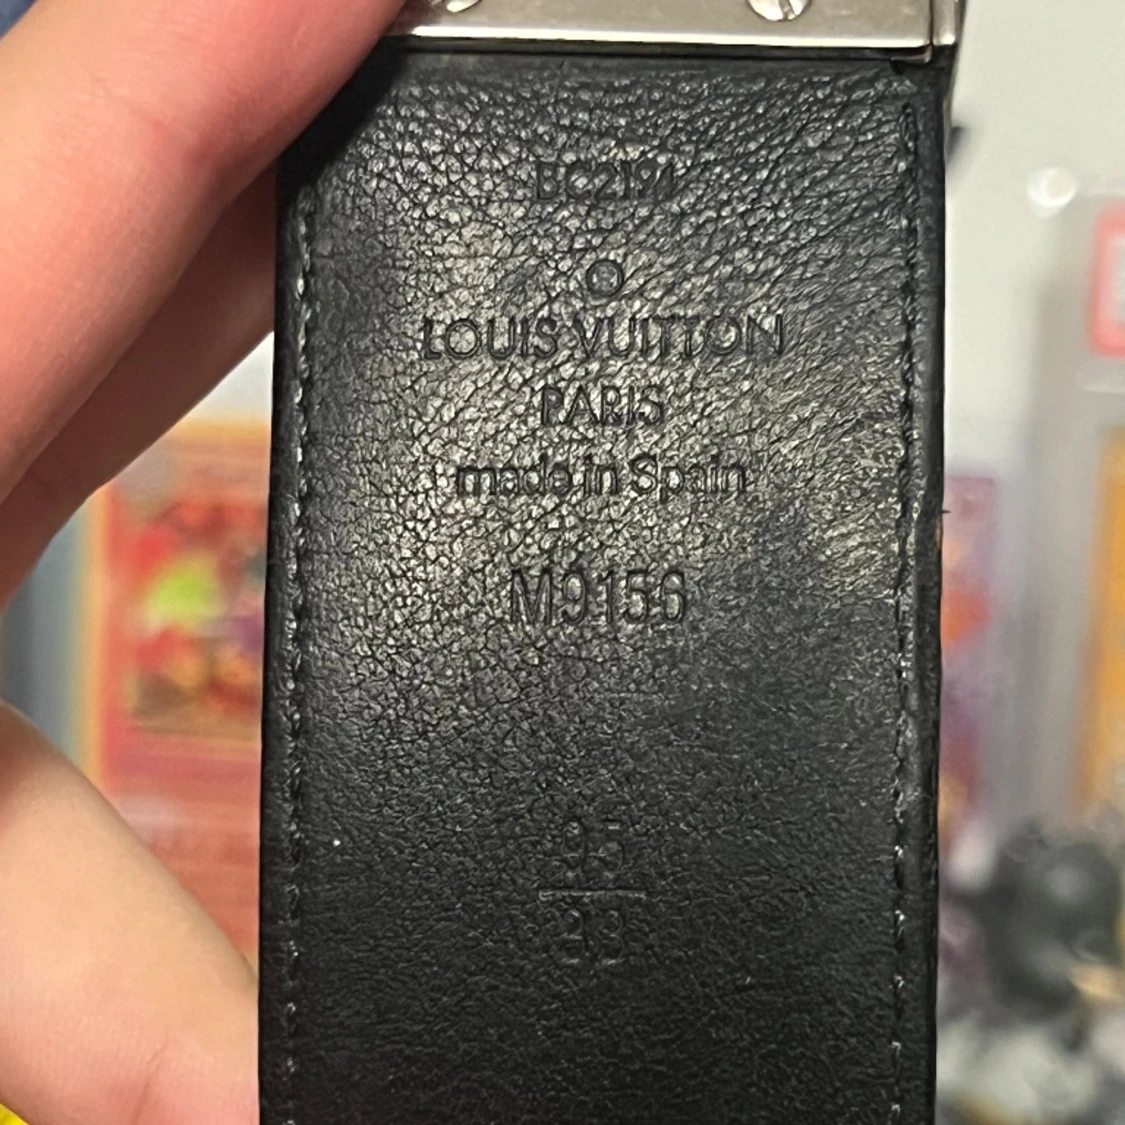 BC2194
O
LOUIS VUITTON
PARIS
made in Spain
M9156
95
38